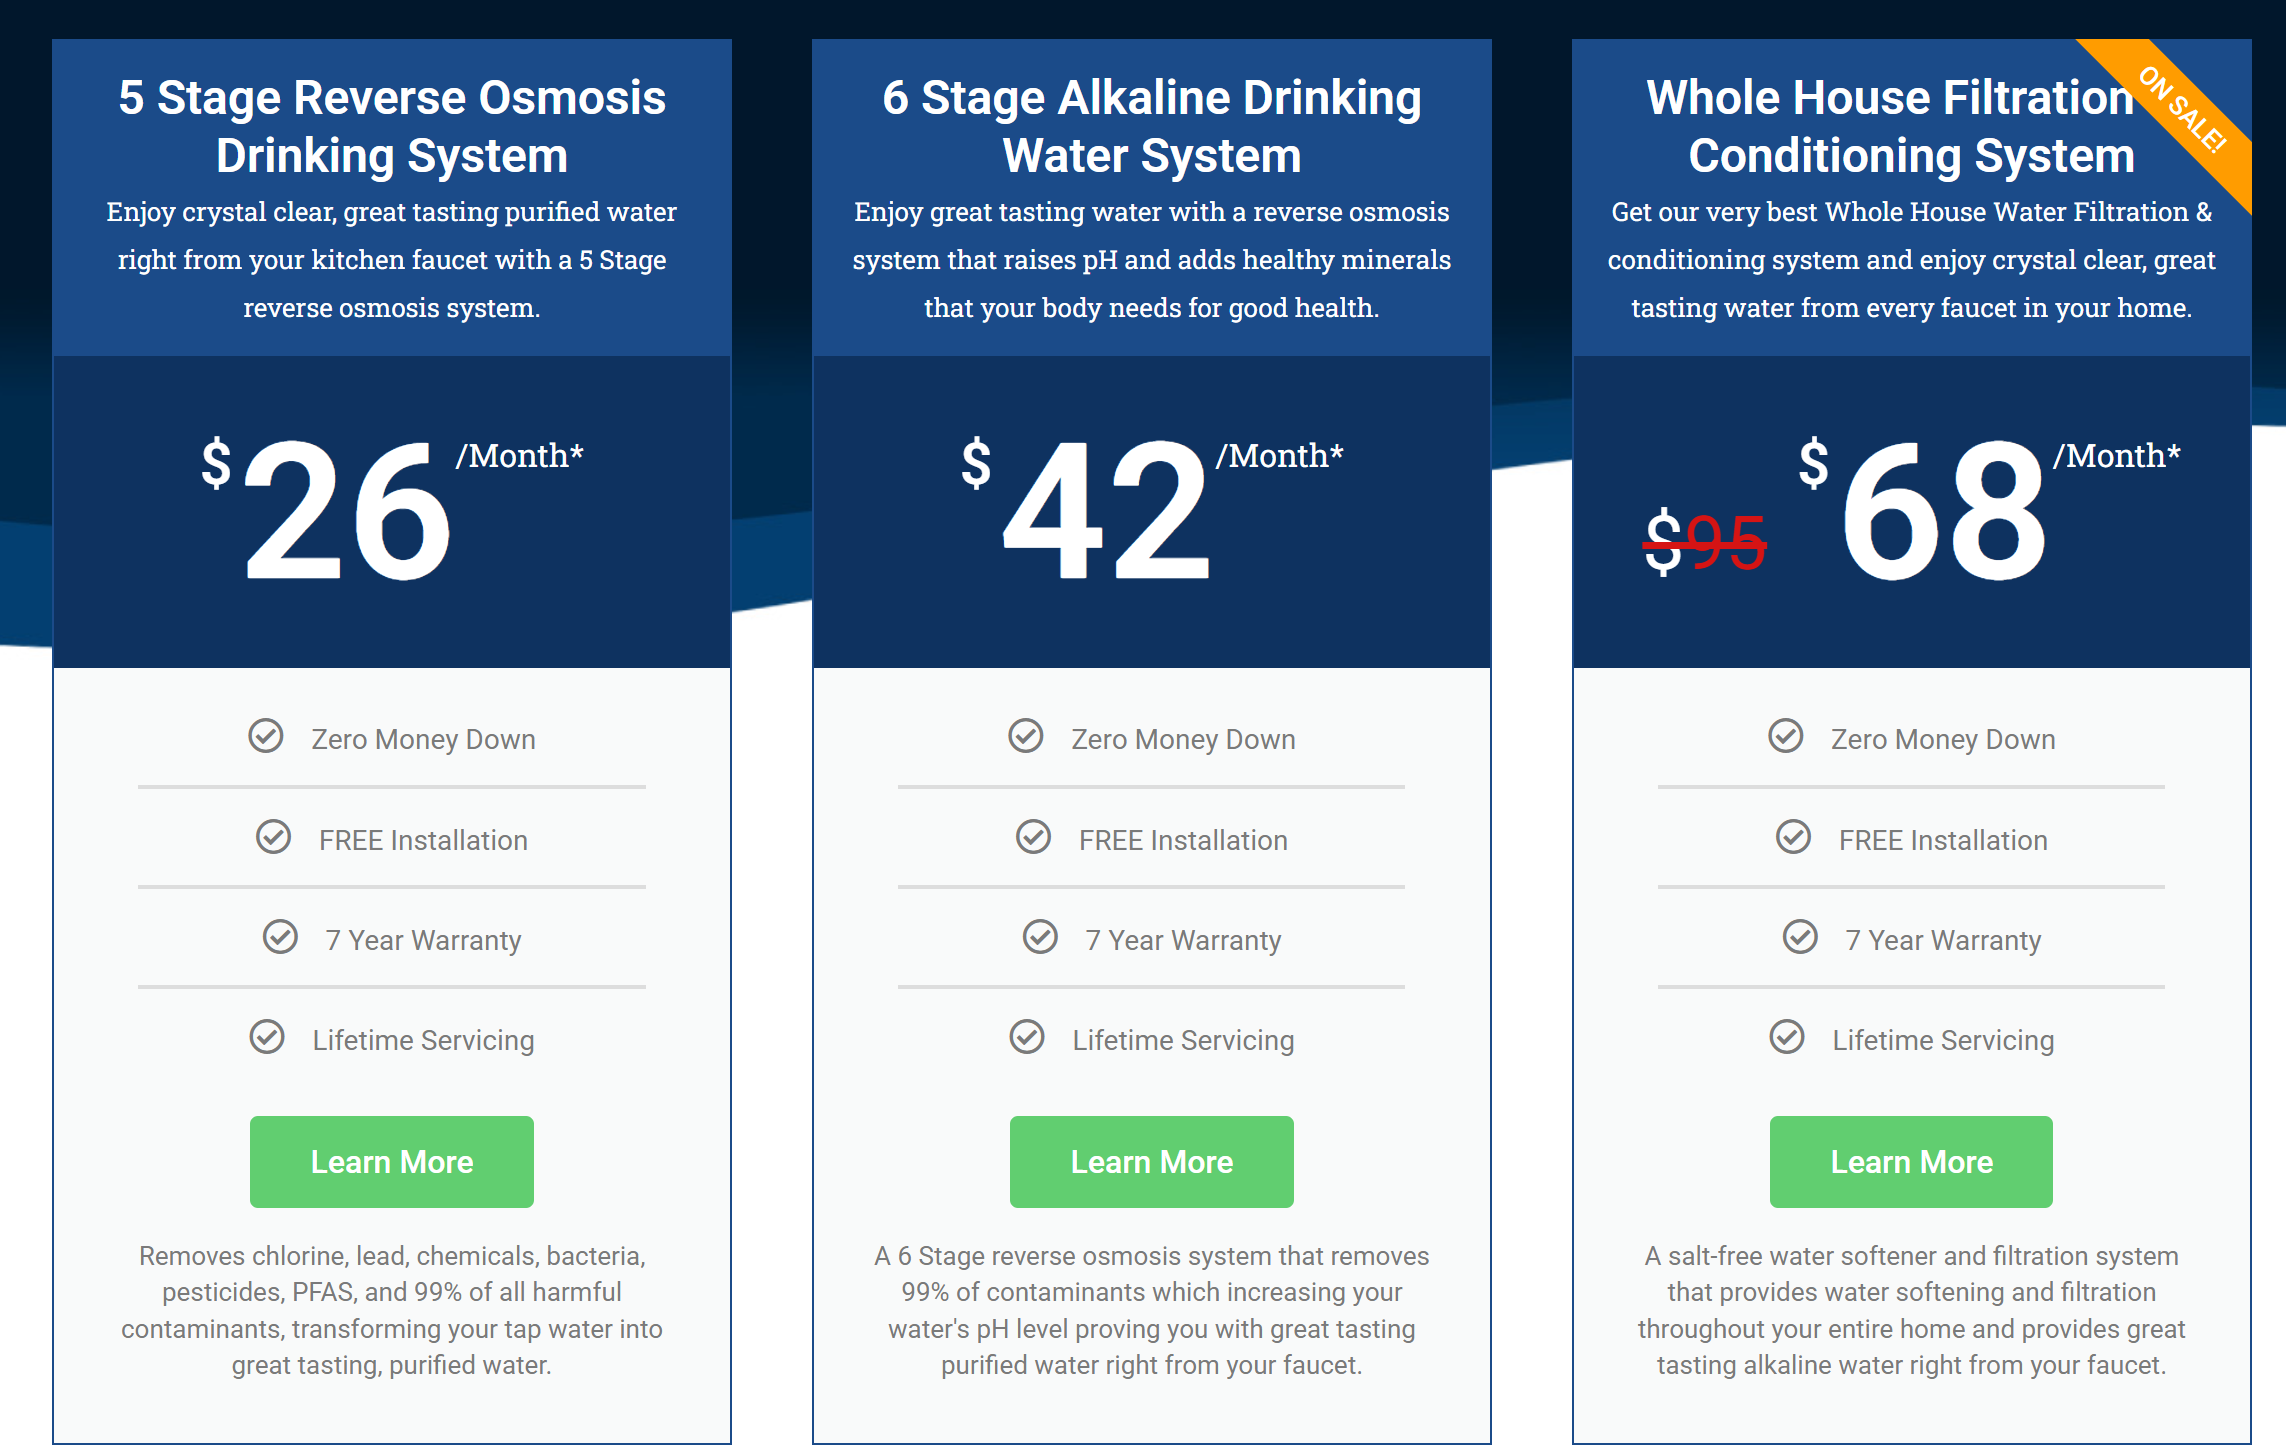 5 Stage Reverse Osmosis
Drinking System
Enjoy crystal clear, great tasting purified water
right from your kitchen faucet with a 5 Stage
reverse osmosis system.
$26/Month*
Zero Money Down
FREE Installation
7 Year Warranty
Lifetime Servicing
Learn More
Removes chlorine, lead, chemicals, bacteria,
pesticides, PFAS, and 99% of all harmful
contaminants, transforming your tap water into
great tasting, purified water.
6 Stage Alkaline Drinking
Water System
Enjoy great tasting water with a reverse osmosis
system that raises pH and adds healthy minerals
that your body needs for good health.
$42/Month*
Zero Money Down
FREE Installation
7 Year Warranty
Lifetime Servicing
Learn More
A 6 Stage reverse osmosis system that removes
99% of contaminants which increasing your
water's pH level proving you with great tasting
purified water right from your faucet.
ON SALE!
Whole House Filtration
Conditioning System
Get our very best Whole House Water Filtration &
conditioning system and enjoy crystal clear, great
tasting water from every faucet in your home.
$95 $68/Month*
Zero Money Down
FREE Installation
7 Year Warranty
Lifetime Servicing
Learn More
A salt-free water softener and filtration system
that provides water softening and filtration
throughout your entire home and provides great
tasting alkaline water right from your faucet.